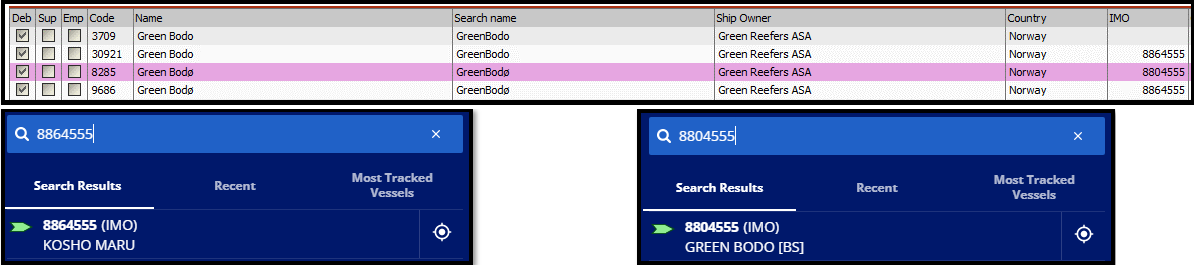 Deb Sup Emp Code Name Search name Ship Owner Country IMO
3709 Green Bodo GreenBodo Green Reefers ASA Norway
30921 Green Bodo GreenBodo Green Reefers ASA Norway 8864555
8285 Green Bodø GreenBodø Green Reefers ASA Norway 8804555
9686 Green Bodø GreenBodø Green Reefers ASA Norway 8864555
8864555 ×
Search Results Recent Most Tracked Vessels
8864555 (IMO)
KOSHO MARU
8804555 ×
Search Results Recent Most Tracked Vessels
8804555 (IMO)
GREEN BODO [BS]